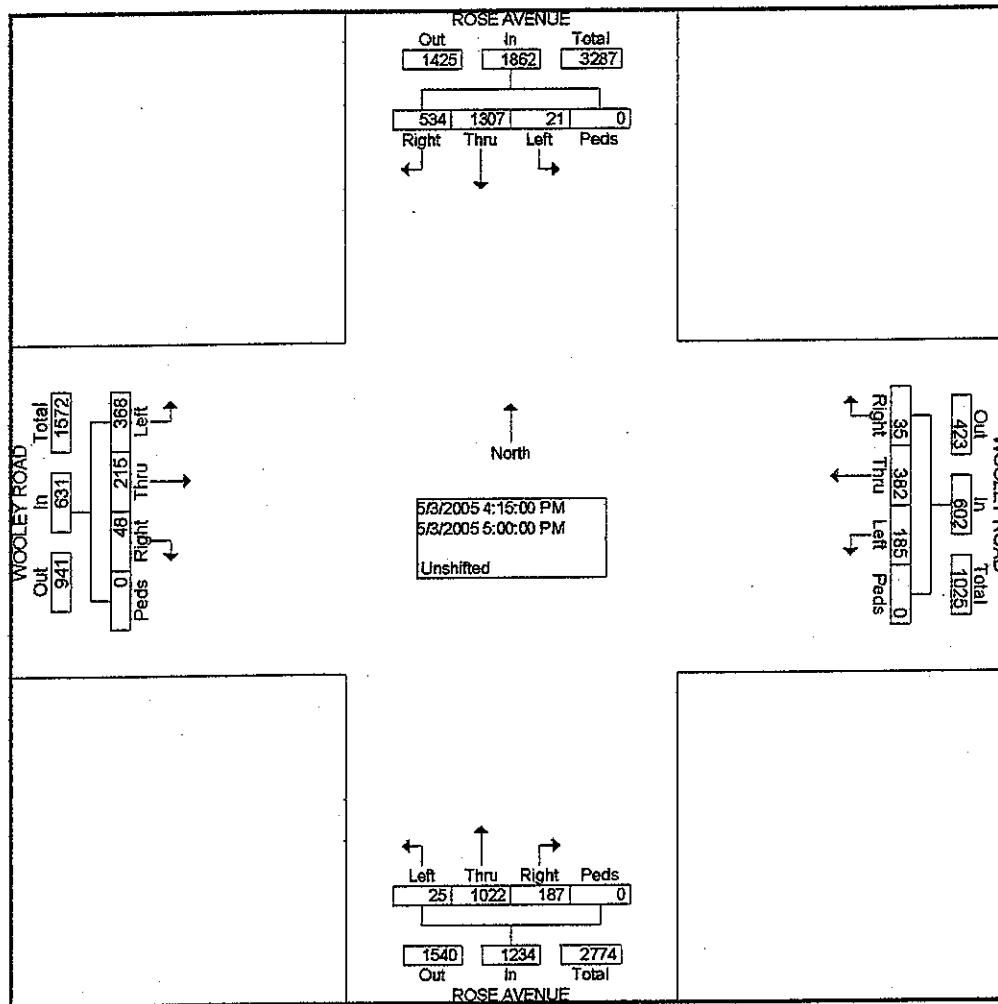 ROSE AVENUE
Out In Total
1425 1862 3287
534 1307 21 0
Right Thru Left Peds
WOOLEY ROAD
Total In Out
1572 631 941
368 215 48 0
Left Thru Right Peds
North
5/3/2005 4:15:00 PM
5/3/2005 5:00:00 PM
Unshifted
Right Thru Left Peds
35 382 185 0
Out In Total
423 602 1025
WOOLEY ROAD
Left Thru Right Peds
25 1022 187 0
1540 1234 2774
Out In Total
ROSE AVENUE